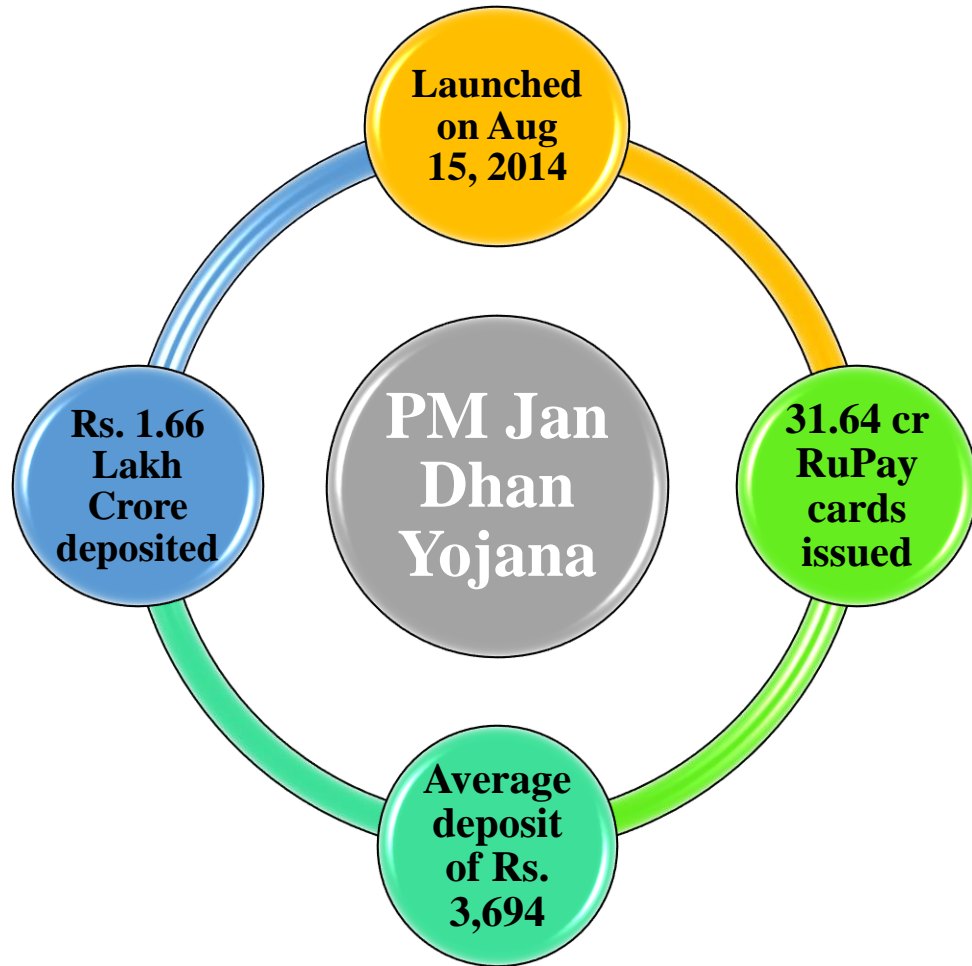 Launched
on Aug
15, 2014
Rs. 1.66
Lakh
Crore
deposited
PM Jan
Dhan
Yojana
31.64 cr
RuPay
cards
issued
Average
deposit
of Rs.
3,694